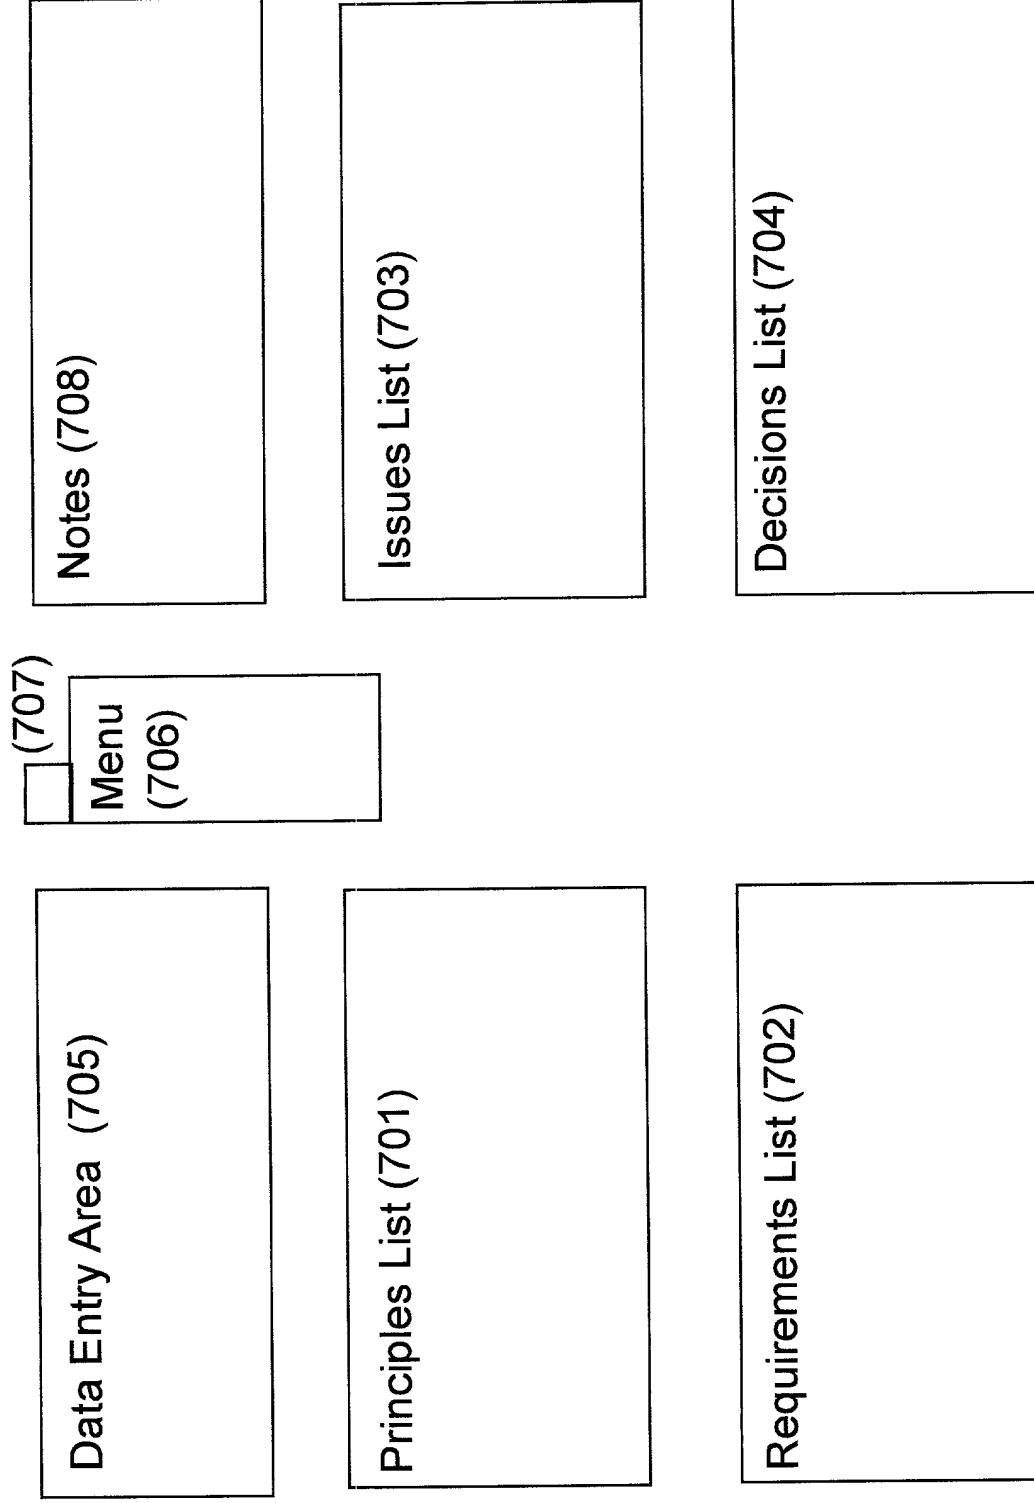 (707)
Data Entry Area (705)
Menu
(706)
Notes (708)
Principles List (701)
Issues List (703)
Requirements List (702)
Decisions List (704)